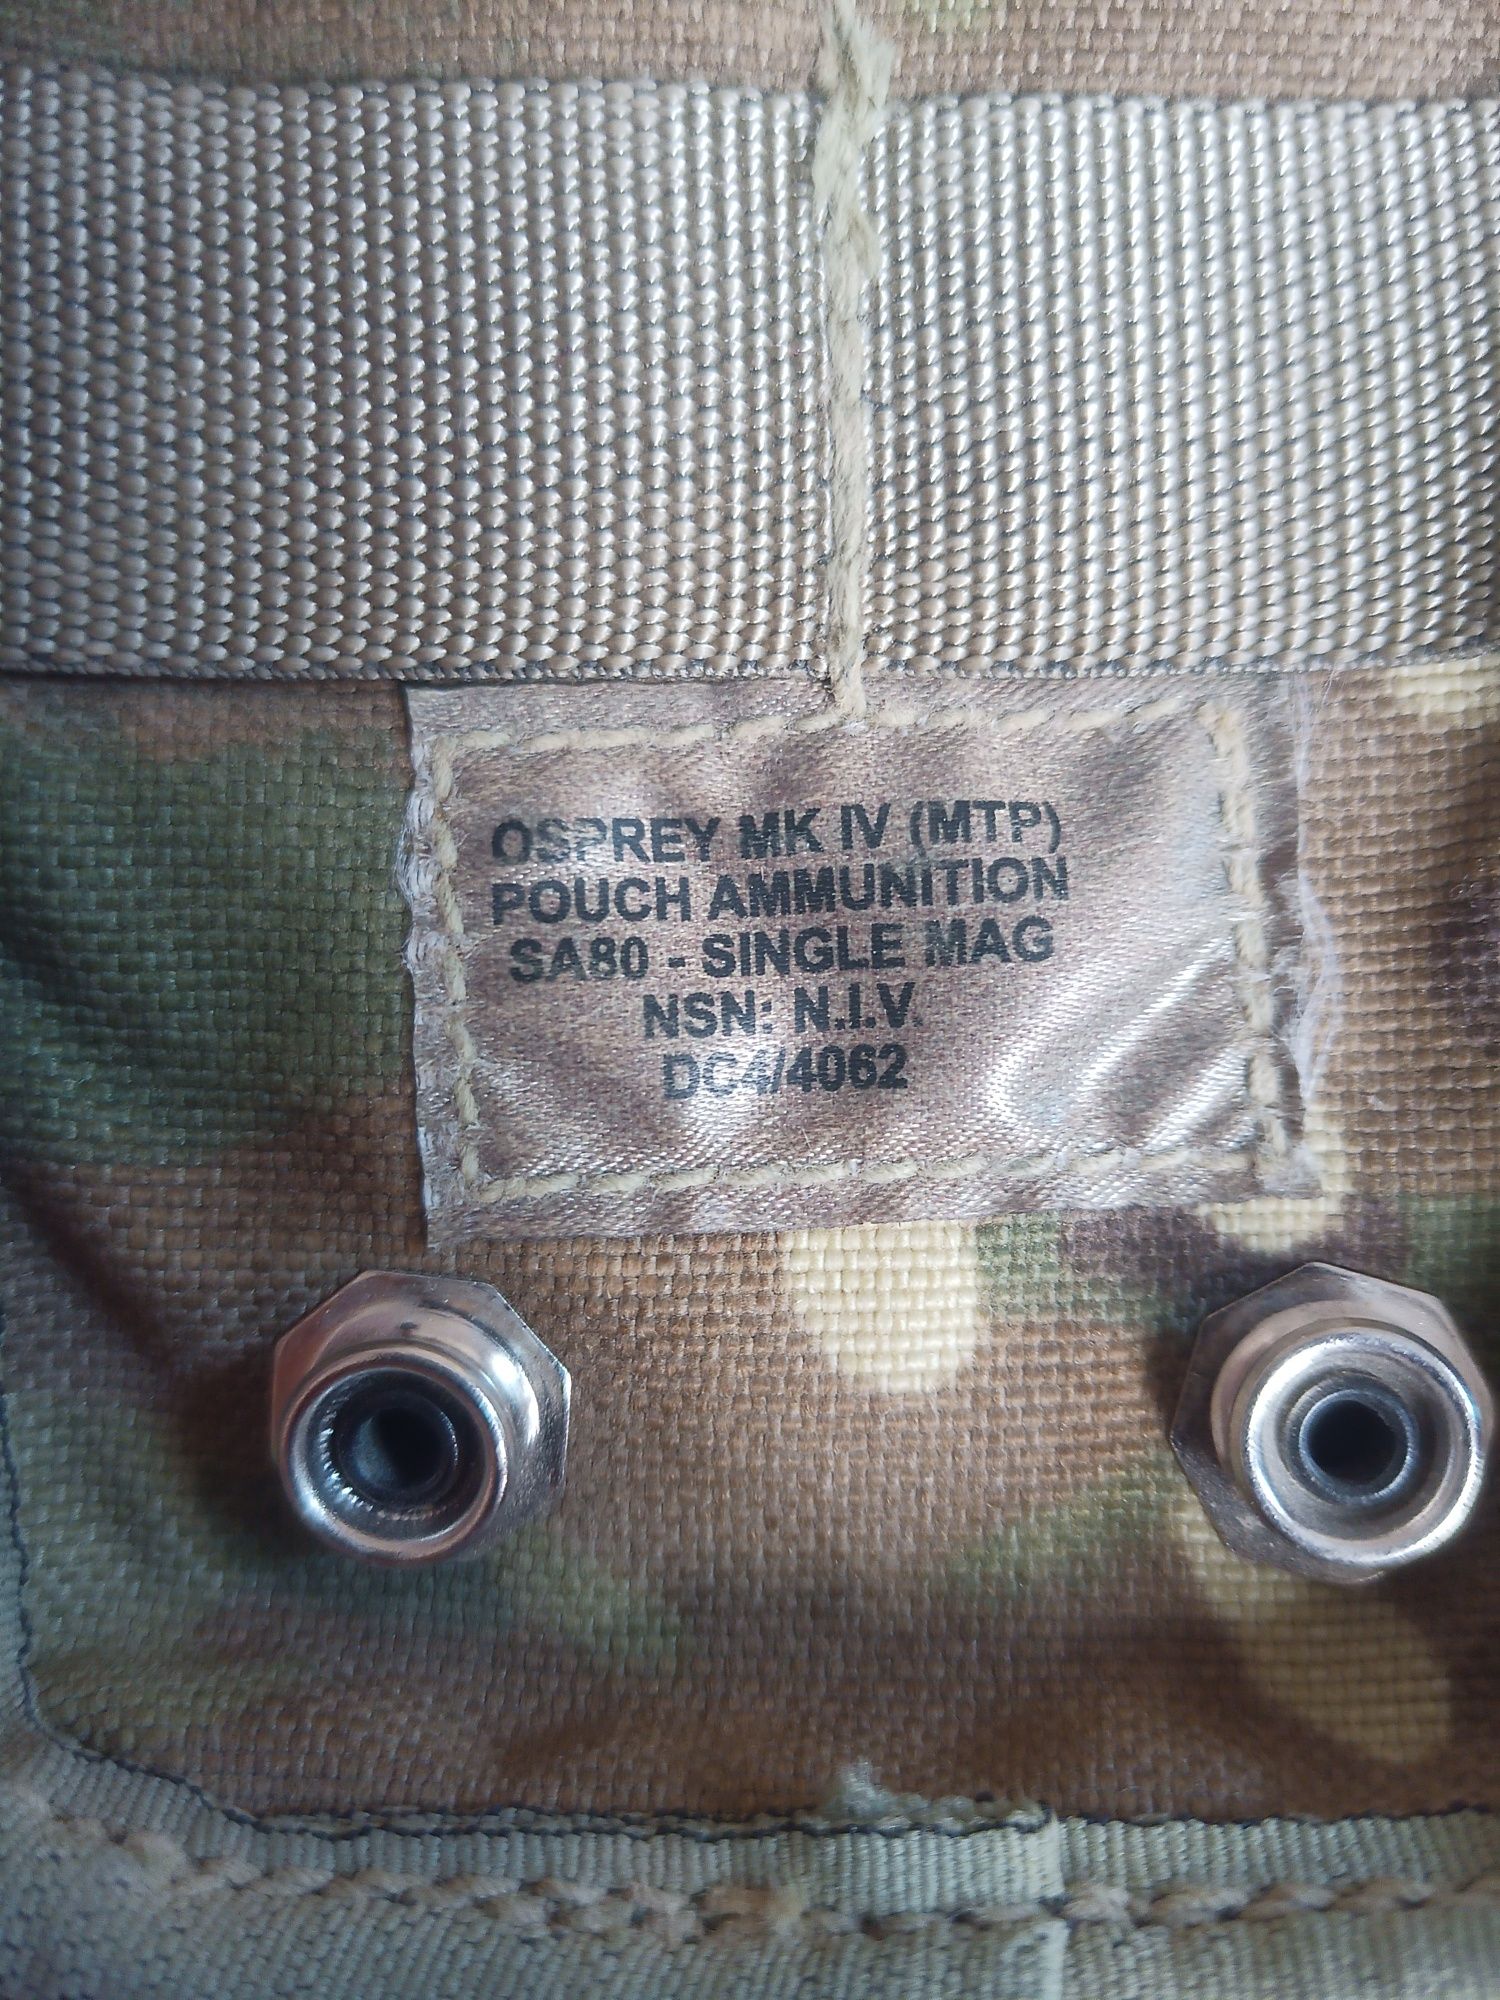 OSPREY MK IV (MTP)
POUCH AMMUNITION
SA80 - SINGLE MAG
NSN: N.I.V.
DC4/4062